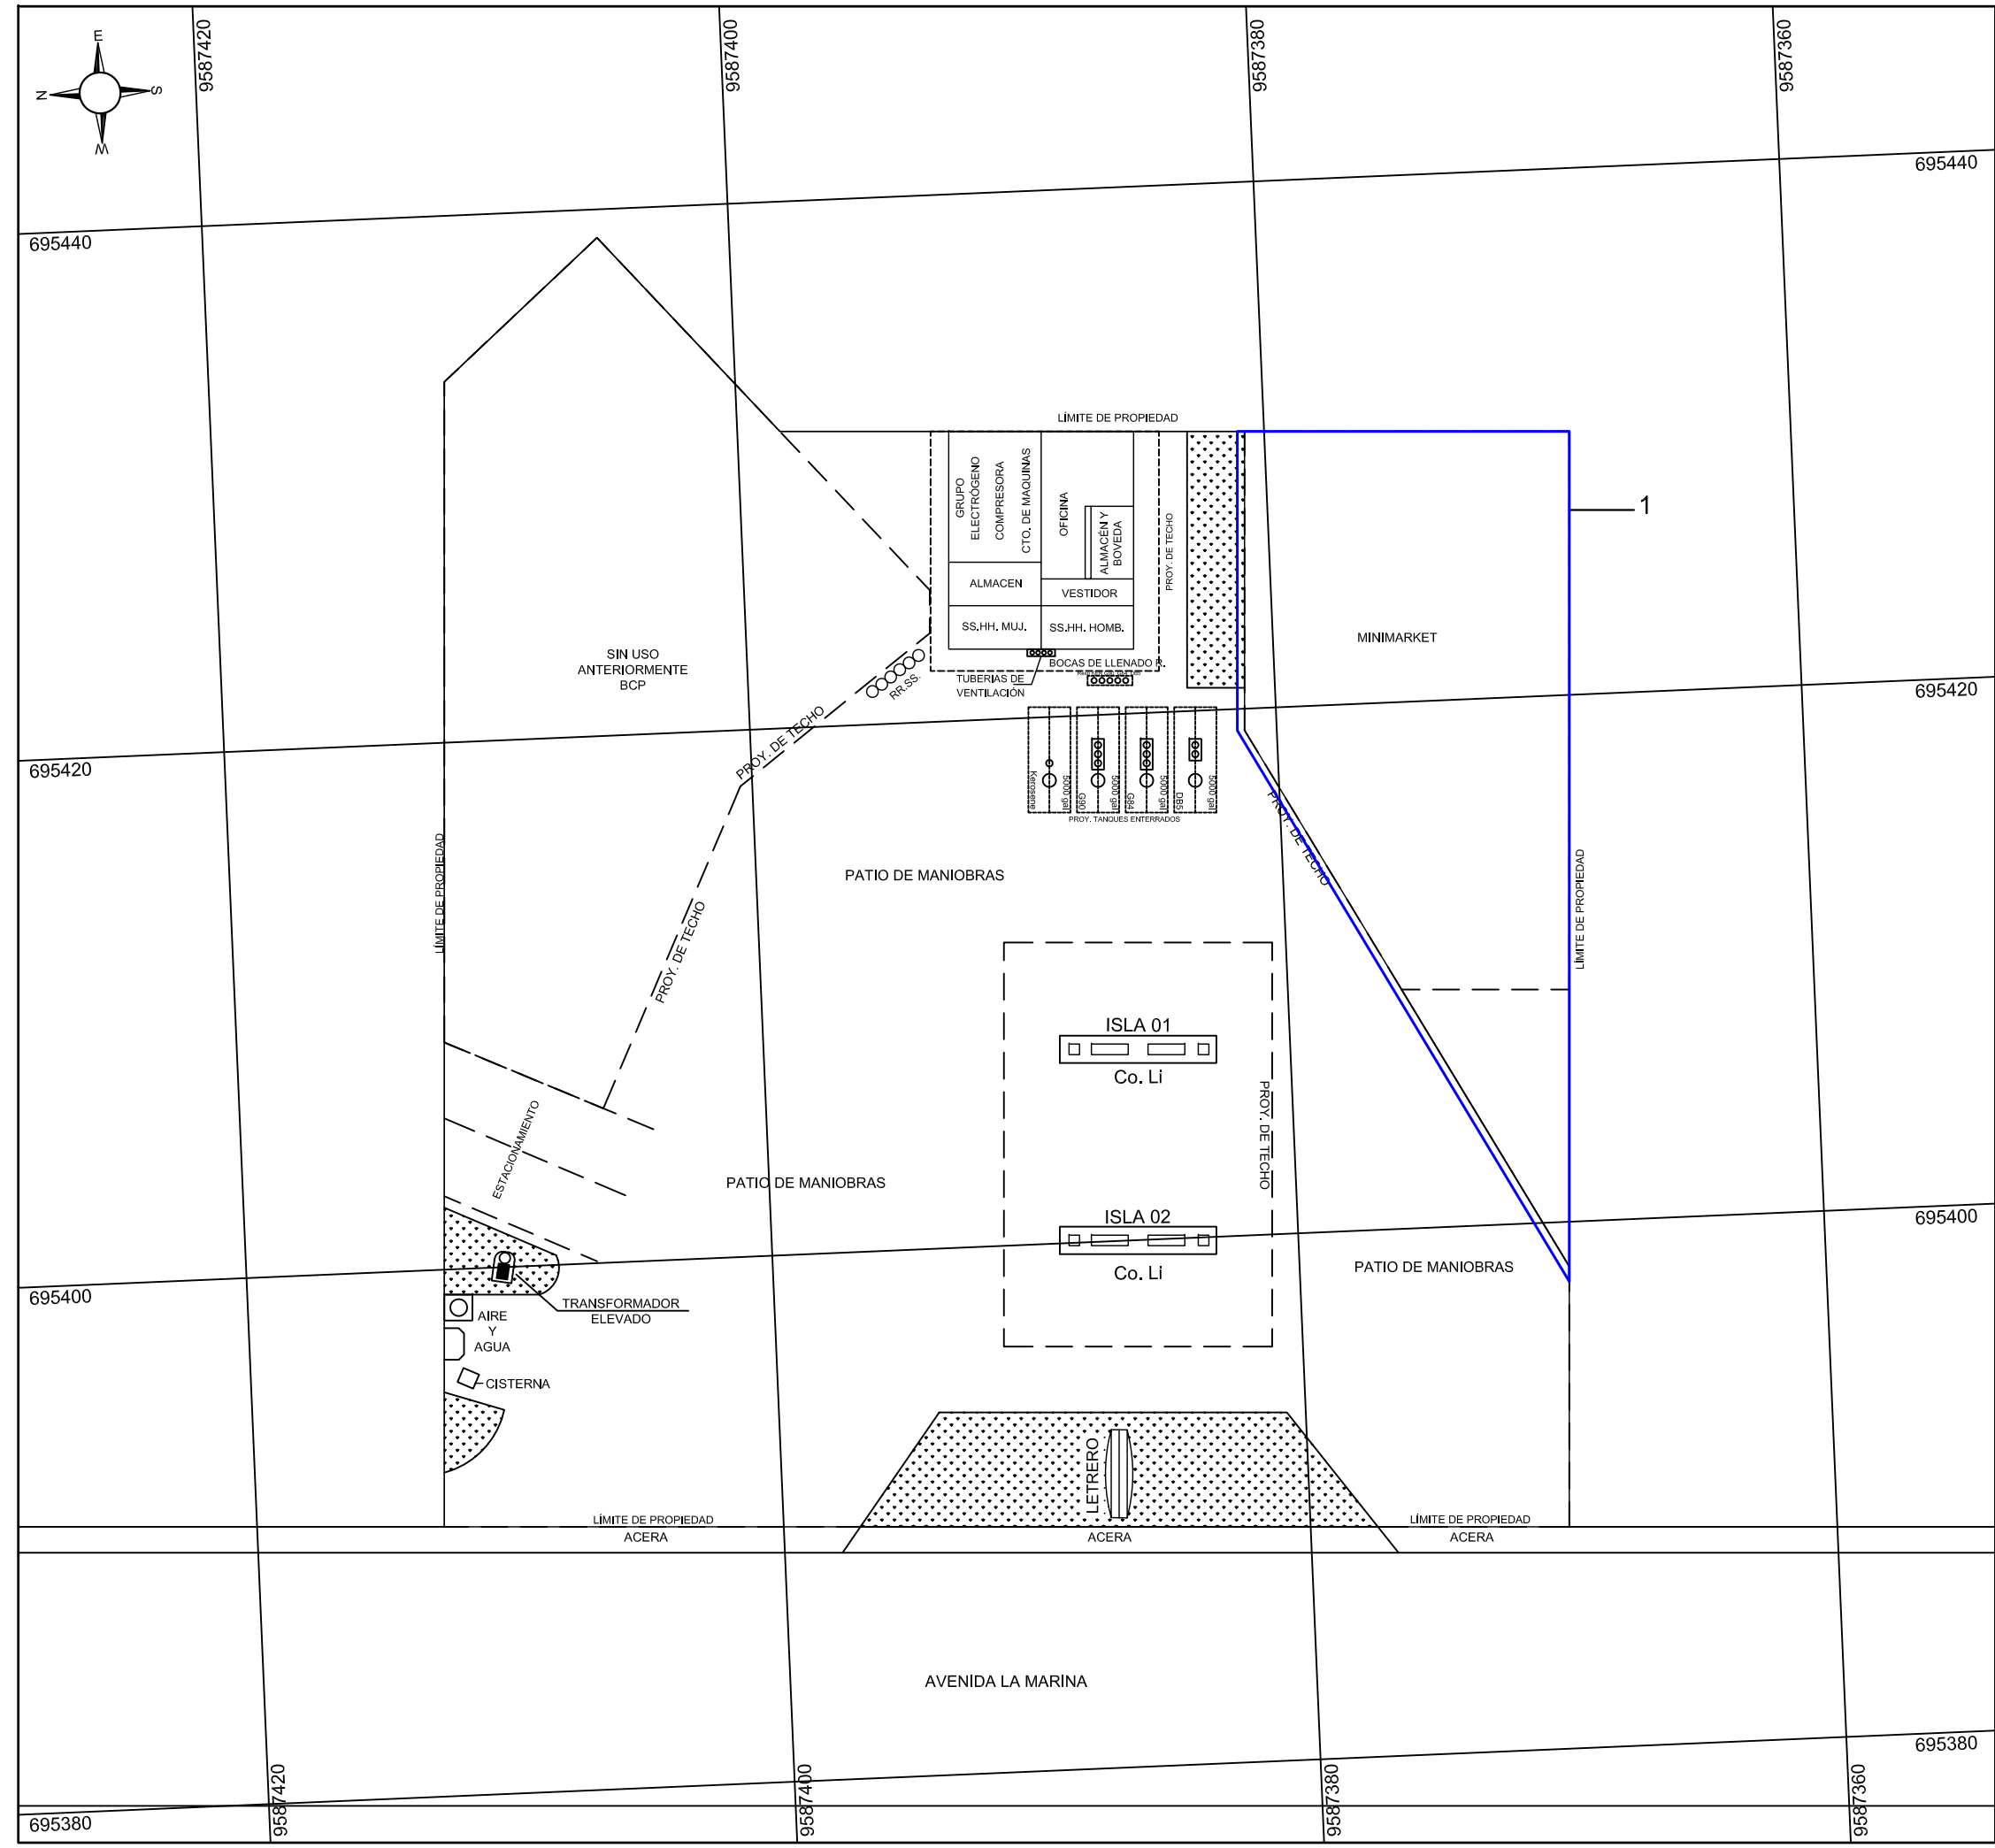 9587420
9587400
9587380
9587360
E
N
S
W
695440
695440
LÍMITE DE PROPIEDAD
GRUPO
ELECTRÓGENO
COMPRESORA
CTO. DE MAQUINAS
OFICINA
ALMACÉN Y
BOVEDA
PROY. DE TECHO
1
ALMACEN
VESTIDOR
SS.HH. MUJ.
SS.HH. HOMB.
MINIMARKET
SIN USO
ANTERIORMENTE
BCP
RR.SS.
BOCAS DE LLENADO R.
TUBERIAS DE
VENTILACIÓN
695420
695420
PROY. DE TECHO
Kerosene
5000 gal
G90
5000 gal
G84
5000 gal
DB5
5000 gal
PROY. TANQUES ENTERRADOS
PROY. DE TECHO
LÍMITE DE PROPIEDAD
PATIO DE MANIOBRAS
PROY. DE TECHO
LÍMITE DE PROPIEDAD
ISLA 01
Co. Li
ESTACIONAMIENTO
PROY. DE TECHO
PATIO DE MANIOBRAS
ISLA 02
Co. Li
695400
695400
PATIO DE MANIOBRAS
TRANSFORMADOR
ELEVADO
AIRE
Y
AGUA
CISTERNA
LETRERO
LÍMITE DE PROPIEDAD
LÍMITE DE PROPIEDAD
ACERA
ACERA
ACERA
AVENIDA LA MARINA
695380
695380
9587420
9587400
9587380
9587360